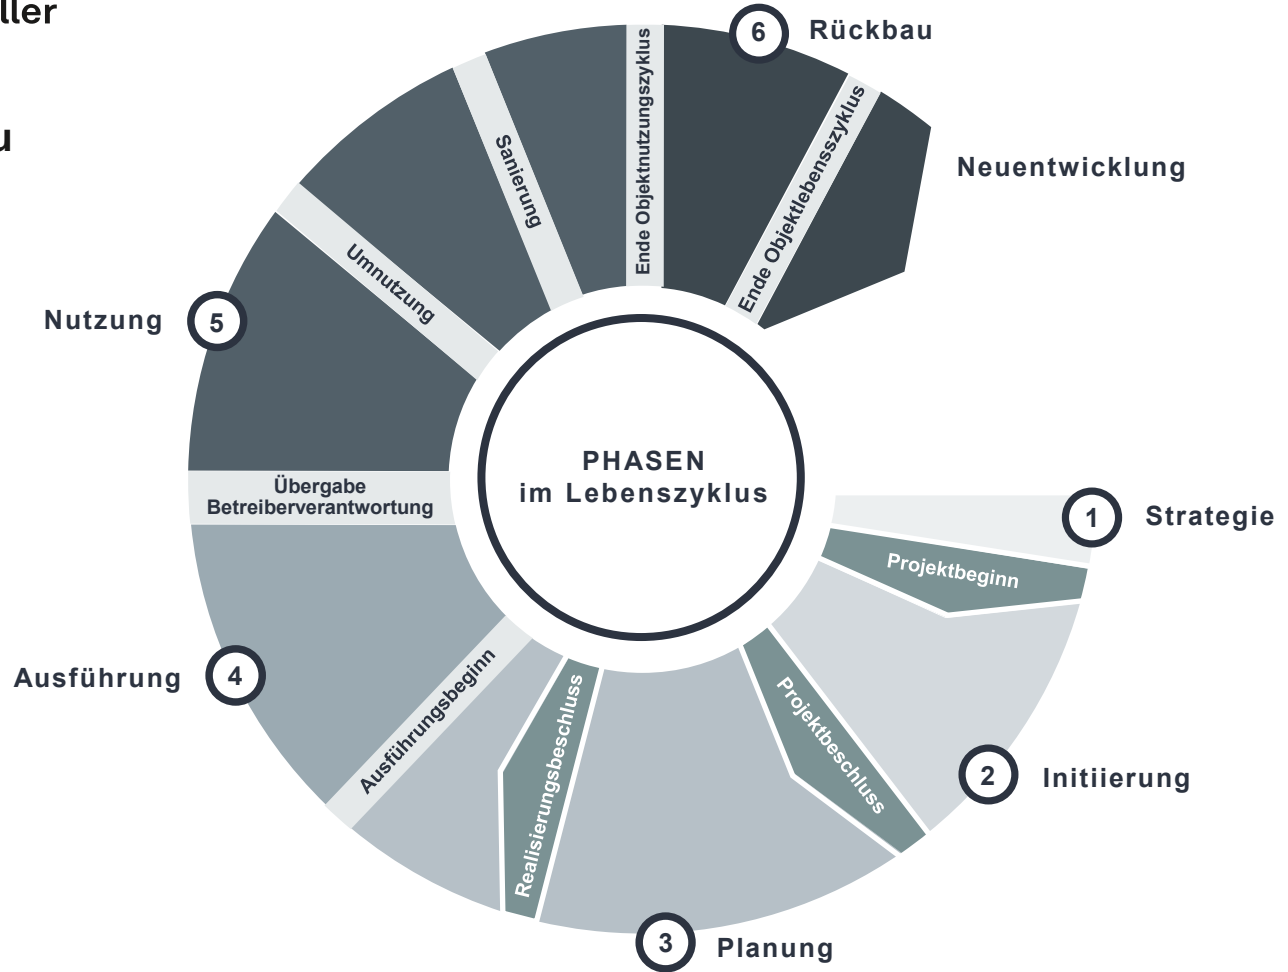 ller
u
6
Rückbau
Neuentwicklung
Ende Objektnutzungszyklus
Ende Objektlebensszyklus
Sanierung
Umnutzung
Nutzung
5
Übergabe
Betreiberverantwortung
PHASEN
im Lebenszyklus
1
Strategie
Projektbeginn
2
Initiierung
Projektbeschluss
3
Planung
Realisierungsbeschluss
Ausführungsbeginn
Ausführung
4